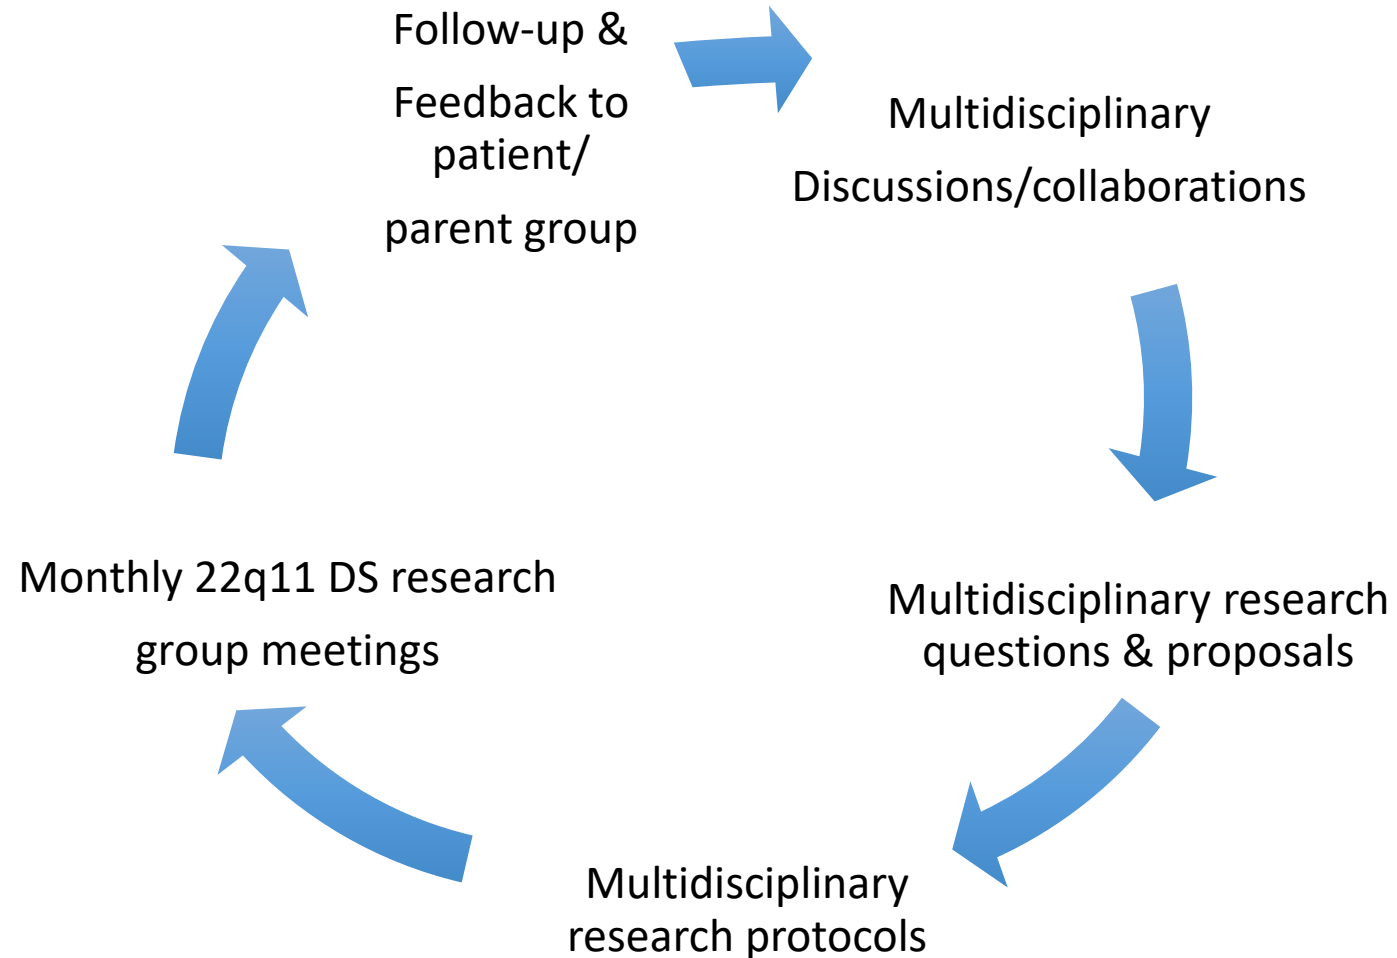 Follow-up &
Feedback to
patient/
parent group
Multidisciplinary
Discussions/collaborations
Multidisciplinary research
questions & proposals
Multidisciplinary
research protocols
Monthly 22q11 DS research
group meetings